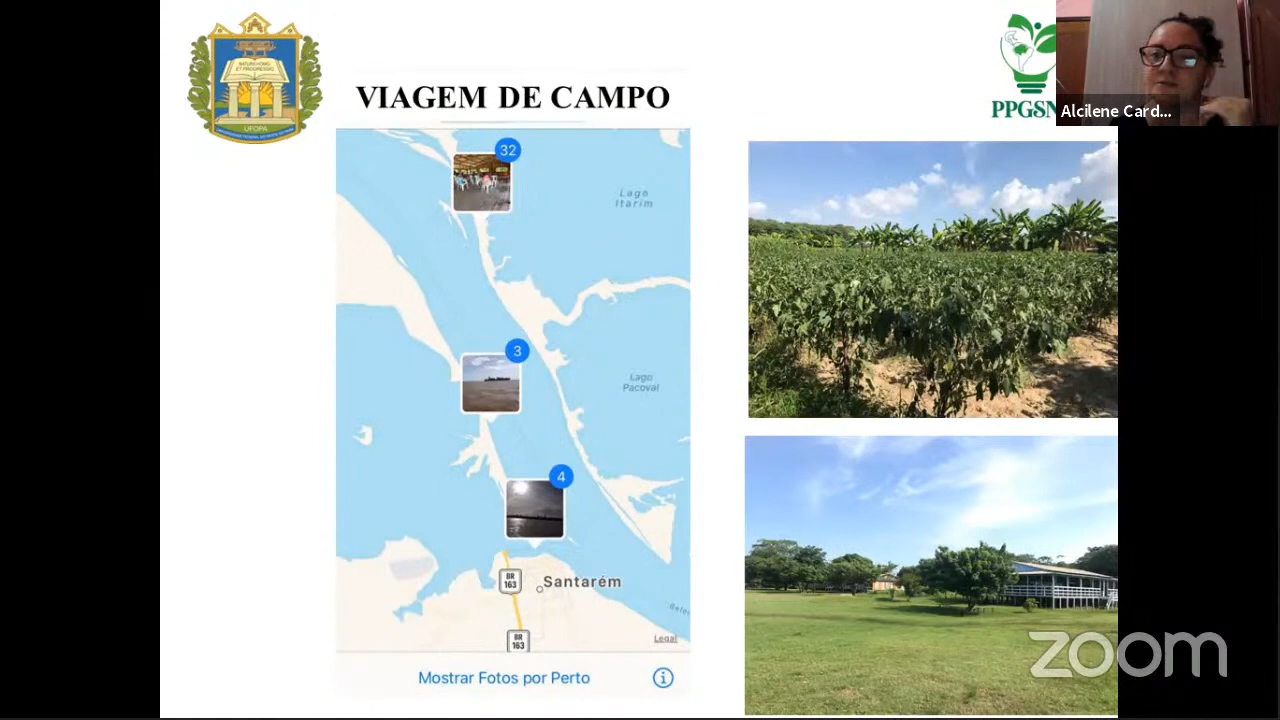 VIAGEM DE CAMPO
PPGSN
Alcilene Card...
32
Lago
Itarim
3
Lago
Pacoval
4
BR
163
Santarém
BR
163
Legal
Mostrar Fotos por Perto
UFOPA
zoom